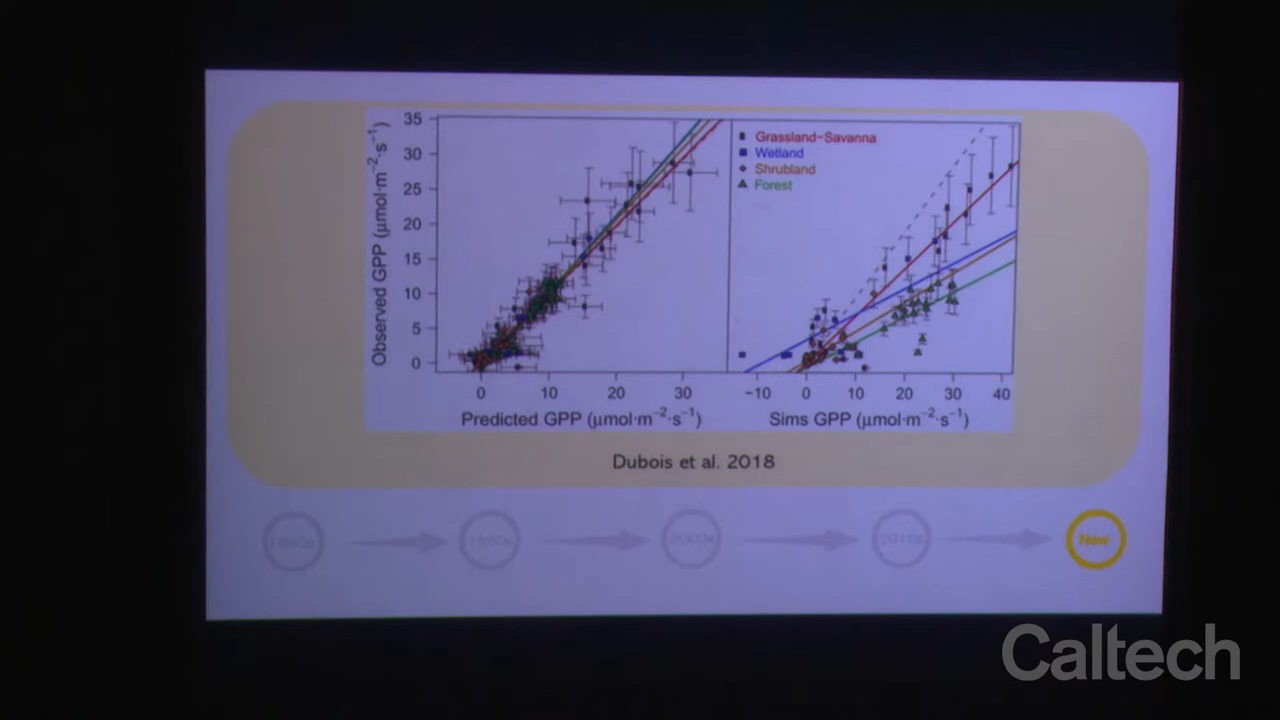 35
30
25
20
15
10
5
0
Observed GPP (μmol·m⁻²·s⁻¹)
0 10 20 30
Predicted GPP (μmol·m⁻²·s⁻¹)
Grassland−Savanna
Wetland
Shrubland
Forest
−10 0 10 20 30 40
Sims GPP (μmol·m⁻²·s⁻¹)
Dubois et al. 2018
2000s
2010s
Now
Caltech